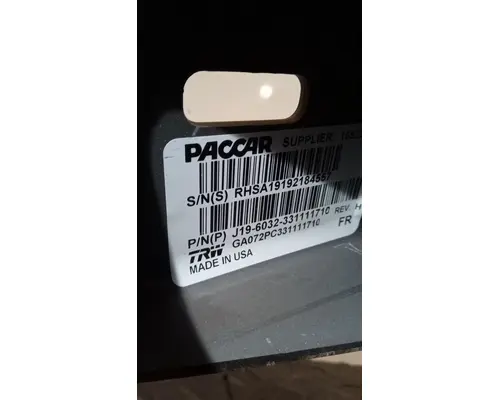 PACCAR SUPPLIER
S/N(S) RHSA19192184557
P/N(P) J19-6032-331111710 REV.
TRW GA072PC331111710 FR
MADE IN USA